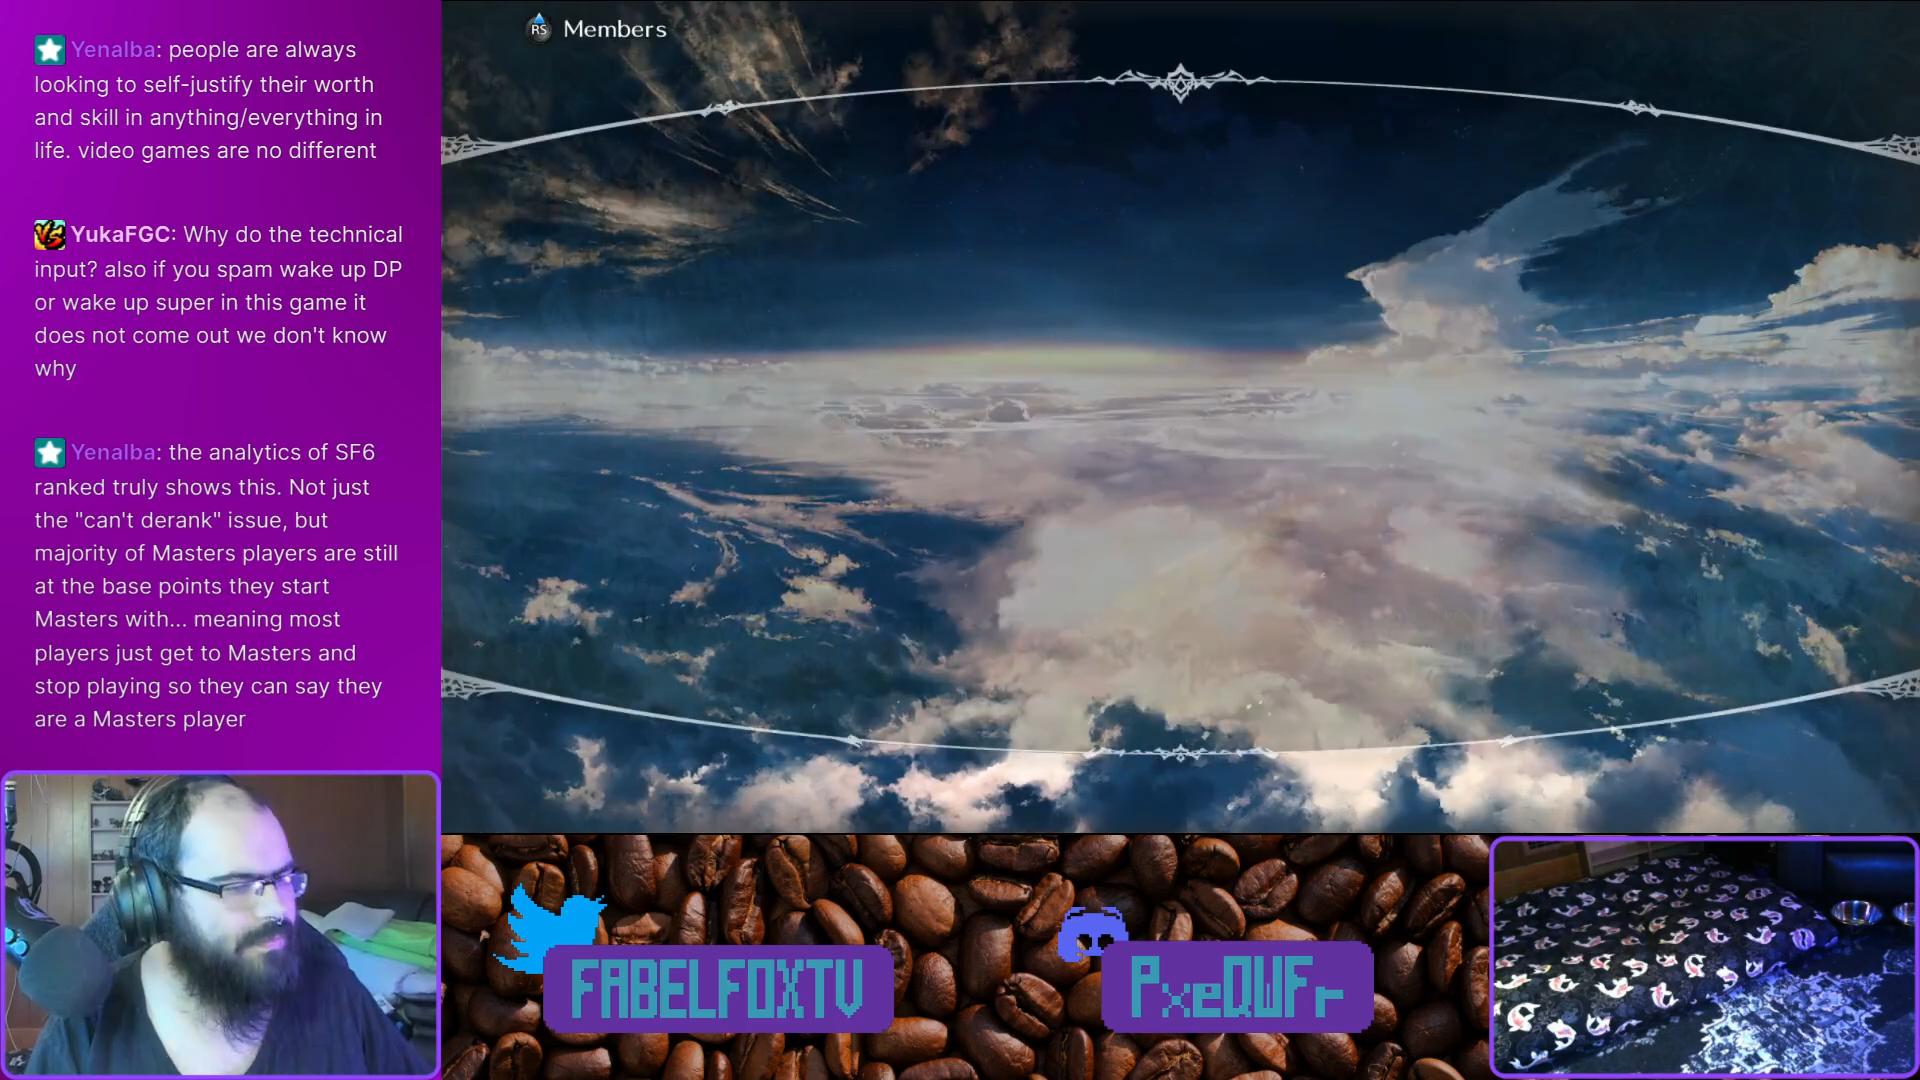 Yenalba: people are always
looking to self-justify their worth
and skill in anything/everything in
life. video games are no different
YukaFGC: Why do the technical
input? also if you spam wake up DP
or wake up super in this game it
does not come out we don't know
why
Yenalba: the analytics of SF6
ranked truly shows this. Not just
the "can't derank" issue, but
majority of Masters players are still
at the base points they start
Masters with... meaning most
players just get to Masters and
stop playing so they can say they
are a Masters player
RS Members
FABELFOXTV
PxeQWFr